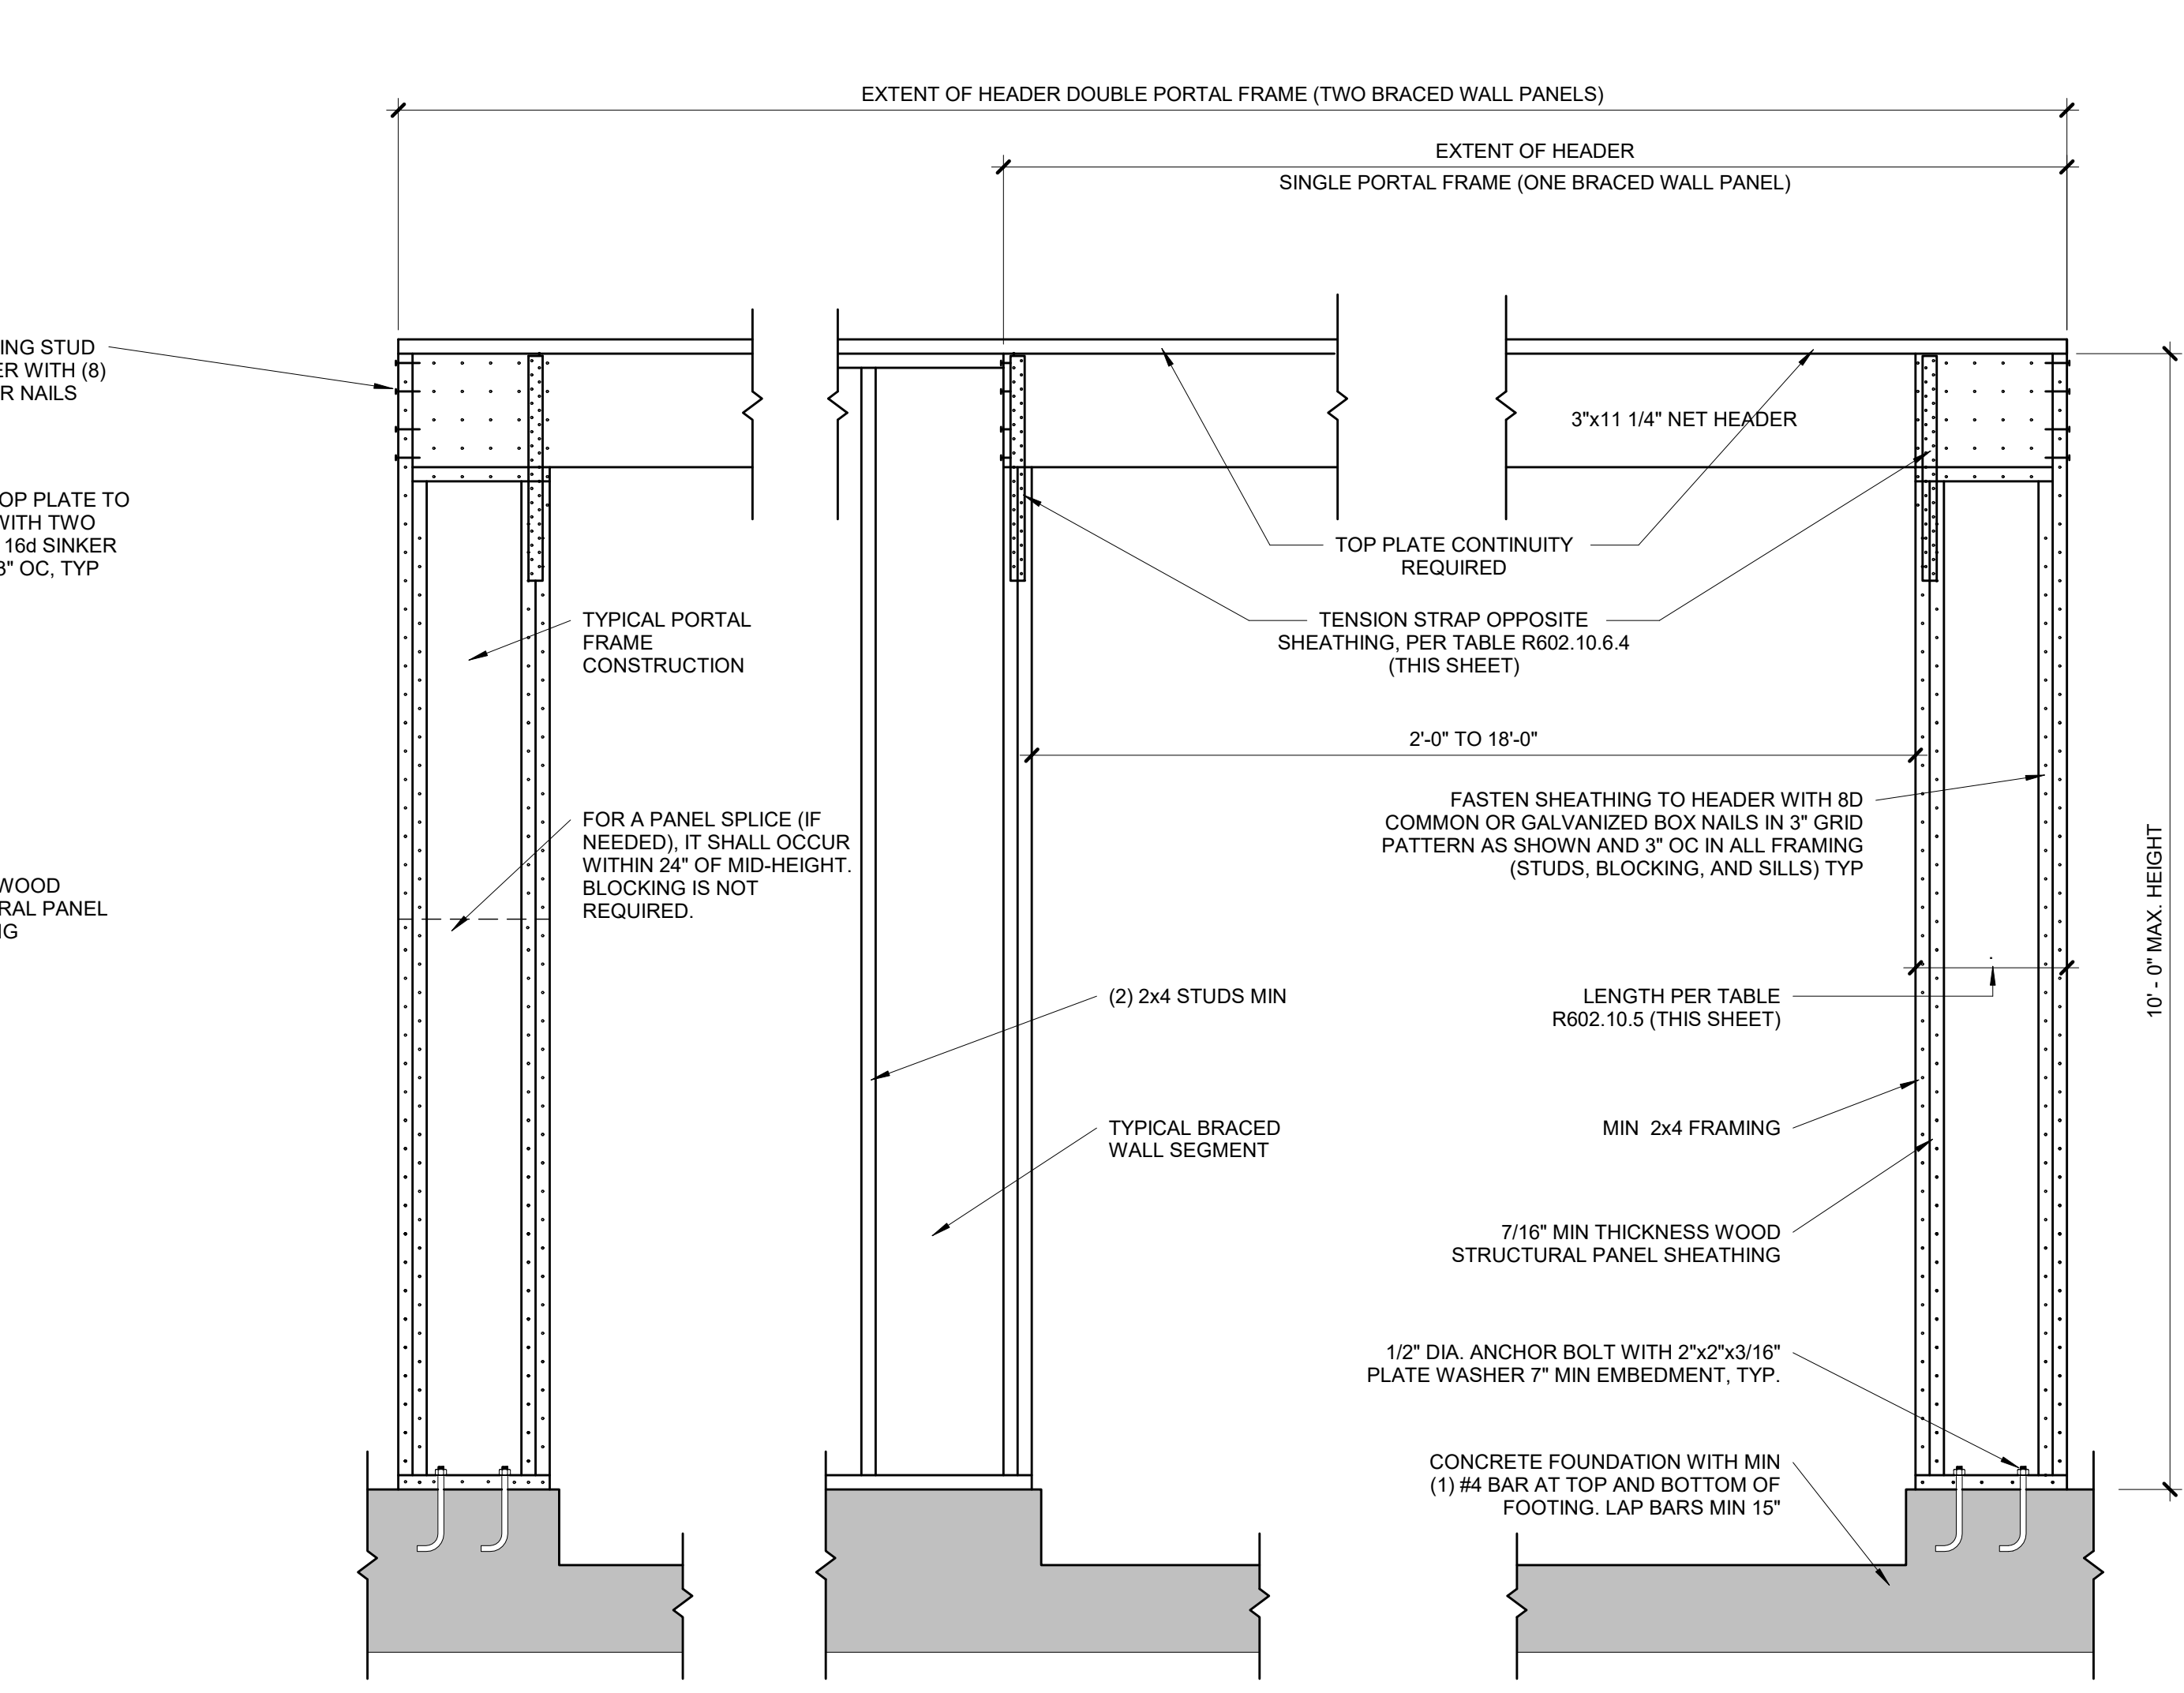 EXTENT OF HEADER DOUBLE PORTAL FRAME (TWO BRACED WALL PANELS)
EXTENT OF HEADER
SINGLE PORTAL FRAME (ONE BRACED WALL PANEL)
ING STUD
ER WITH (8)
R NAILS
OP PLATE TO
WITH TWO
16d SINKER
3" OC, TYP
WOOD
RAL PANEL
NG
3"x11 1/4" NET HEADER
TOP PLATE CONTINUITY
REQUIRED
TYPICAL PORTAL
FRAME
CONSTRUCTION
TENSION STRAP OPPOSITE
SHEATHING, PER TABLE R602.10.6.4
(THIS SHEET)
2'-0" TO 18'-0"
FOR A PANEL SPLICE (IF
NEEDED), IT SHALL OCCUR
WITHIN 24" OF MID-HEIGHT.
BLOCKING IS NOT
REQUIRED.
FASTEN SHEATHING TO HEADER WITH 8D
COMMON OR GALVANIZED BOX NAILS IN 3" GRID
PATTERN AS SHOWN AND 3" OC IN ALL FRAMING
(STUDS, BLOCKING, AND SILLS) TYP
10' - 0" MAX. HEIGHT
(2) 2x4 STUDS MIN
LENGTH PER TABLE
R602.10.5 (THIS SHEET)
TYPICAL BRACED
WALL SEGMENT
MIN 2x4 FRAMING
7/16" MIN THICKNESS WOOD
STRUCTURAL PANEL SHEATHING
1/2" DIA. ANCHOR BOLT WITH 2"x2"x3/16"
PLATE WASHER 7" MIN EMBEDMENT, TYP.
CONCRETE FOUNDATION WITH MIN
(1) #4 BAR AT TOP AND BOTTOM OF
FOOTING. LAP BARS MIN 15"